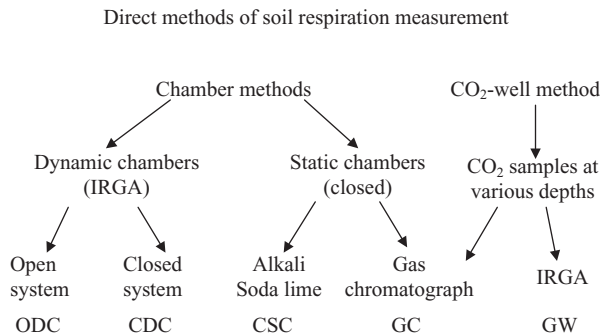 Direct methods of soil respiration measurement
Chamber methods
CO₂-well method
Dynamic chambers
(IRGA)
Static chambers
(closed)
CO₂ samples at
various depths
Open
system
Closed
system
Alkali
Soda lime
Gas
chromatograph
IRGA
ODC
CDC
CSC
GC
GW